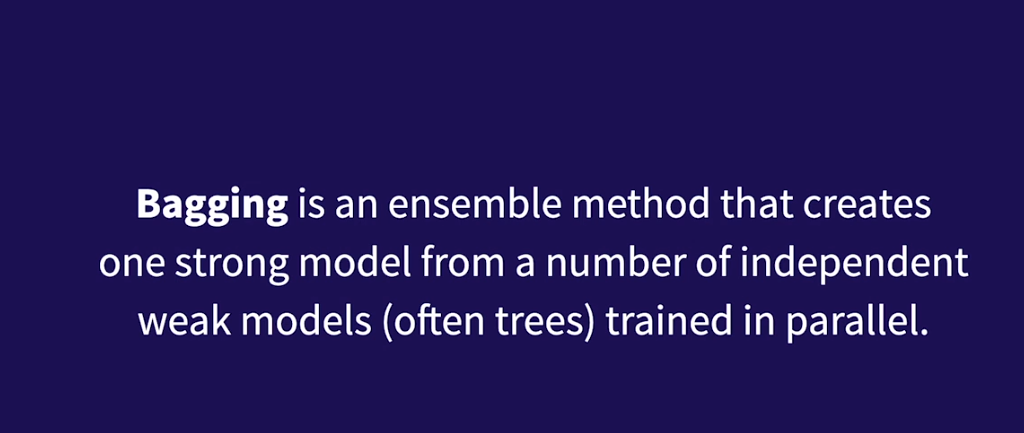 Bagging is an ensemble method that creates
one strong model from a number of independent
weak models (often trees) trained in parallel.